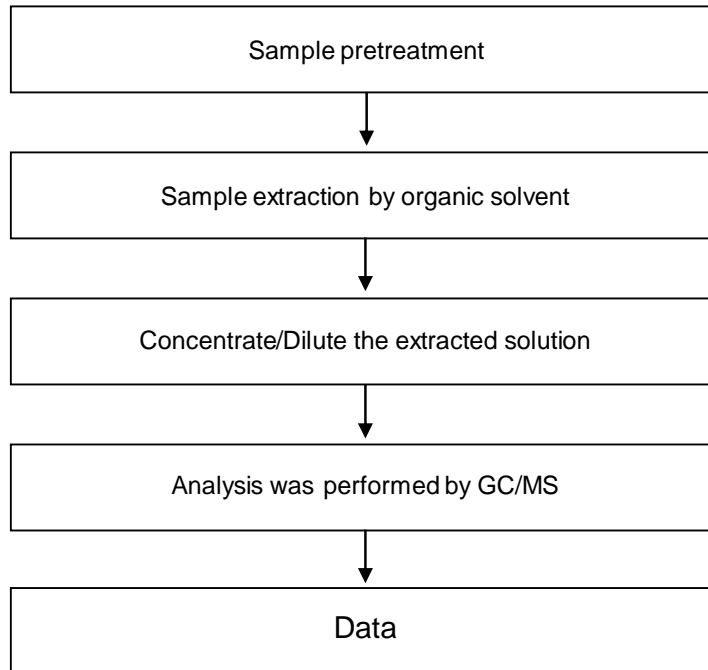 Sample pretreatment
Sample extraction by organic solvent
Concentrate/Dilute the extracted solution
Analysis was performed by GC/MS
Data